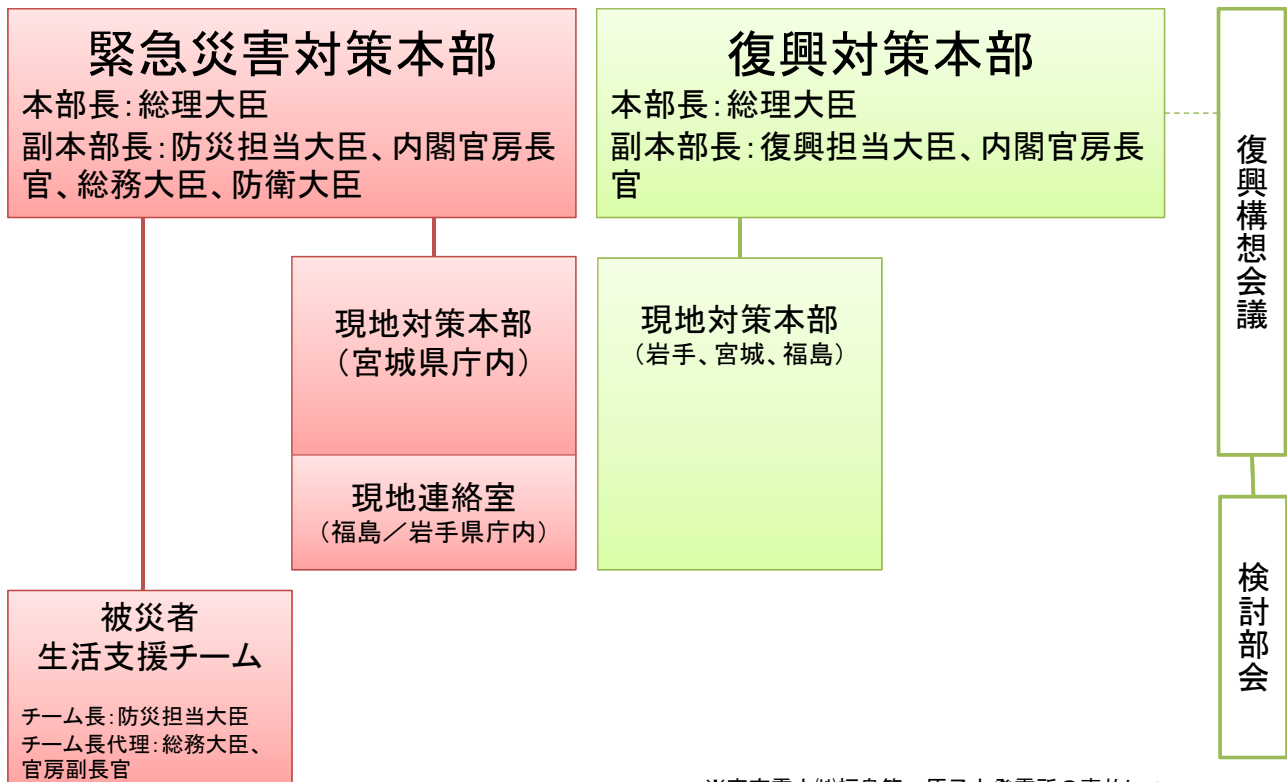 緊急災害対策本部
本部長：総理大臣
副本部長：防災担当大臣、内閣官房長
官、総務大臣、防衛大臣
復興対策本部
本部長：総理大臣
副本部長：復興担当大臣、内閣官房長
官
復興構想会議
現地対策本部
（宮城県庁内）
現地連絡室
（福島／岩手県庁内）
現地対策本部
（岩手、宮城、福島）
検討部会
被災者
生活支援チーム
チーム長：防災担当大臣
チーム長代理：総務大臣、
官房副長官